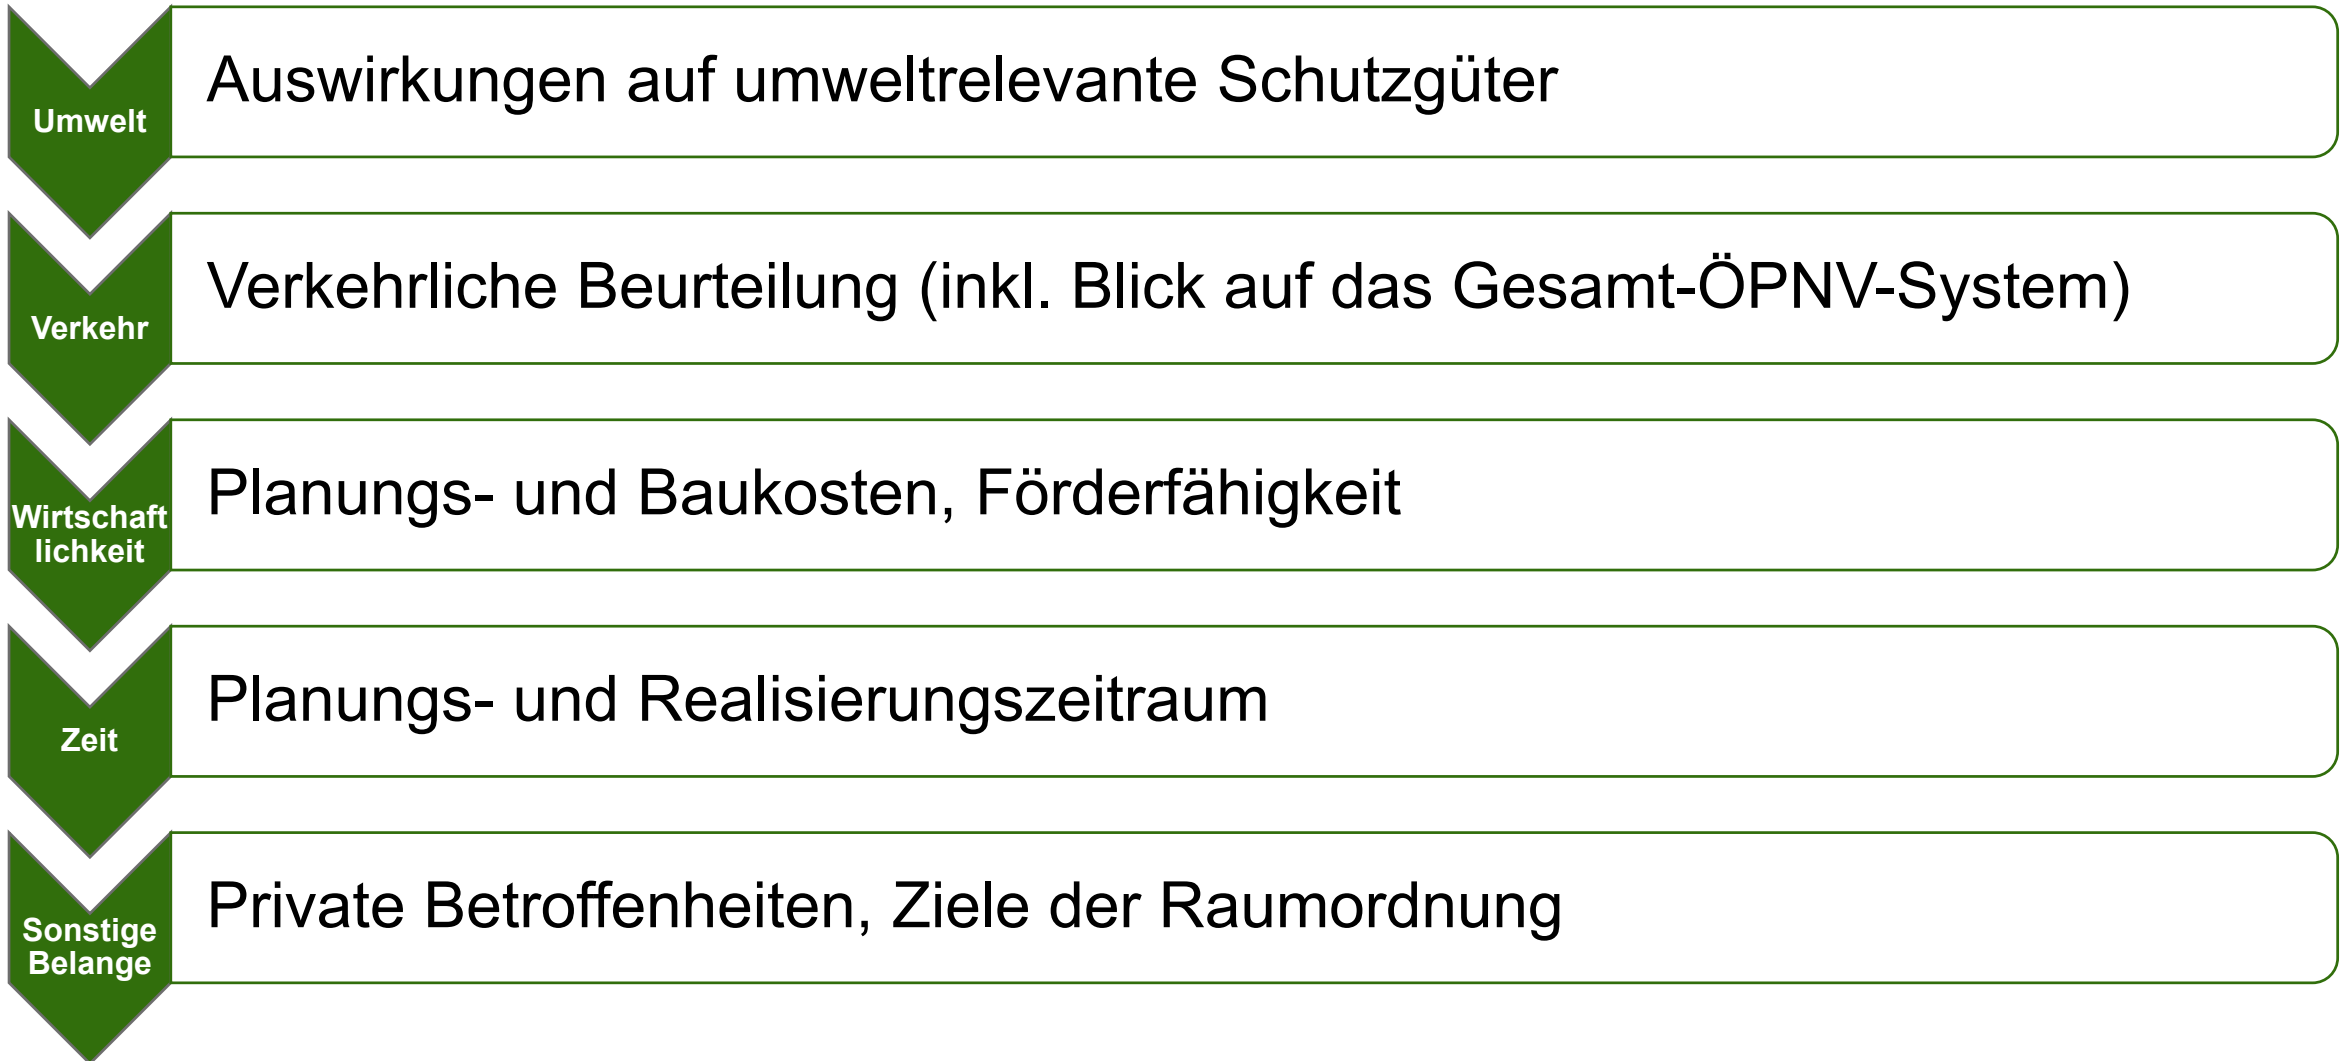 Umwelt
Auswirkungen auf umweltrelevante Schutzgüter
Verkehr
Verkehrliche Beurteilung (inkl. Blick auf das Gesamt-ÖPNV-System)
Wirtschaft
lichkeit
Planungs- und Baukosten, Förderfähigkeit
Zeit
Planungs- und Realisierungszeitraum
Sonstige
Belange
Private Betroffenheiten, Ziele der Raumordnung